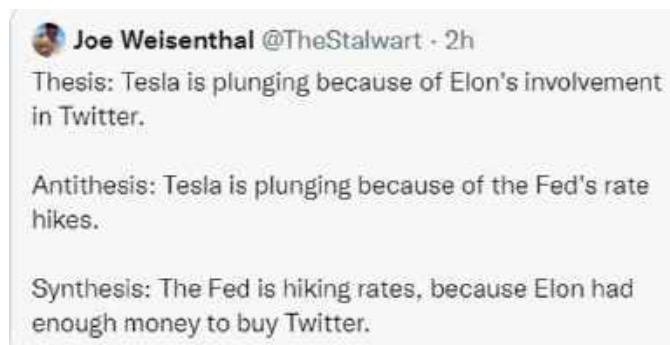 Joe Weisenthal @TheStalwart · 2h
Thesis: Tesla is plunging because of Elon's involvement
in Twitter.
Antithesis: Tesla is plunging because of the Fed's rate
hikes.
Synthesis: The Fed is hiking rates, because Elon had
enough money to buy Twitter.